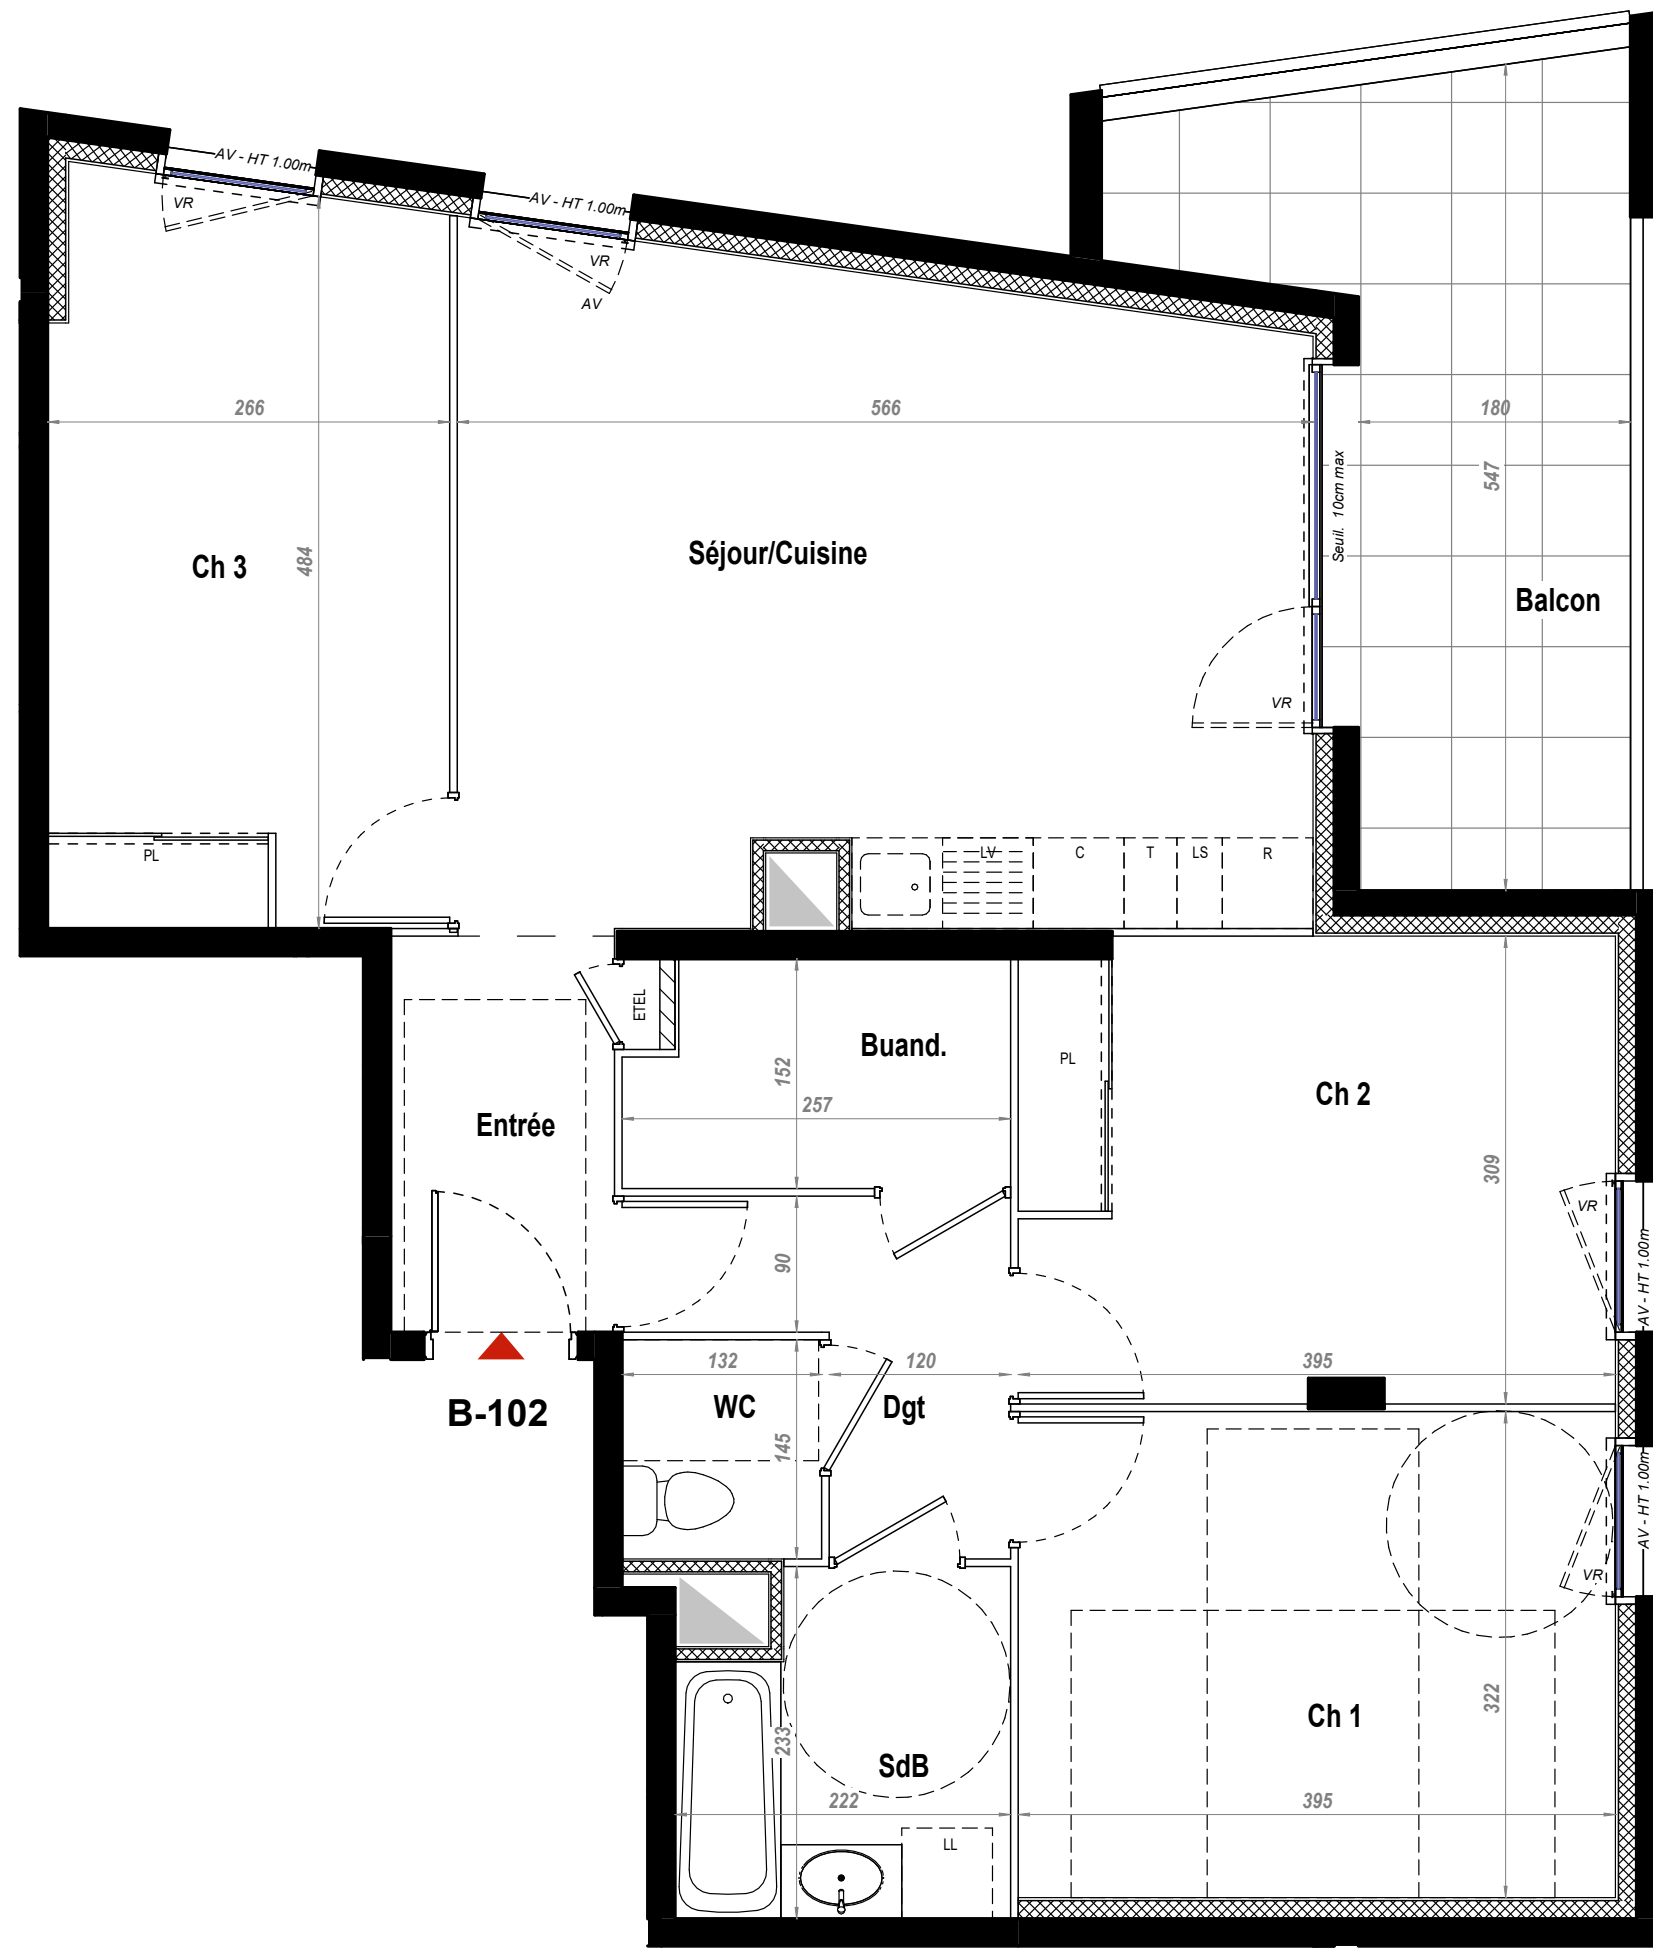 AV - HT 1.00m
VR
AV - HT 1.00m
VR
AV
266
566
180
547
Seuil. 10cm max
484
Ch 3
Séjour/Cuisine
Balcon
VR
PL
LV
C
T
LS
R
ETEL
Buand.
152
257
PL
Ch 2
Entrée
309
VR
AV - HT 1.00m
90
132
120
395
B-102
WC
Dgt
145
AV - HT 1.00m
VR
322
Ch 1
233
SdB
222
395
LL